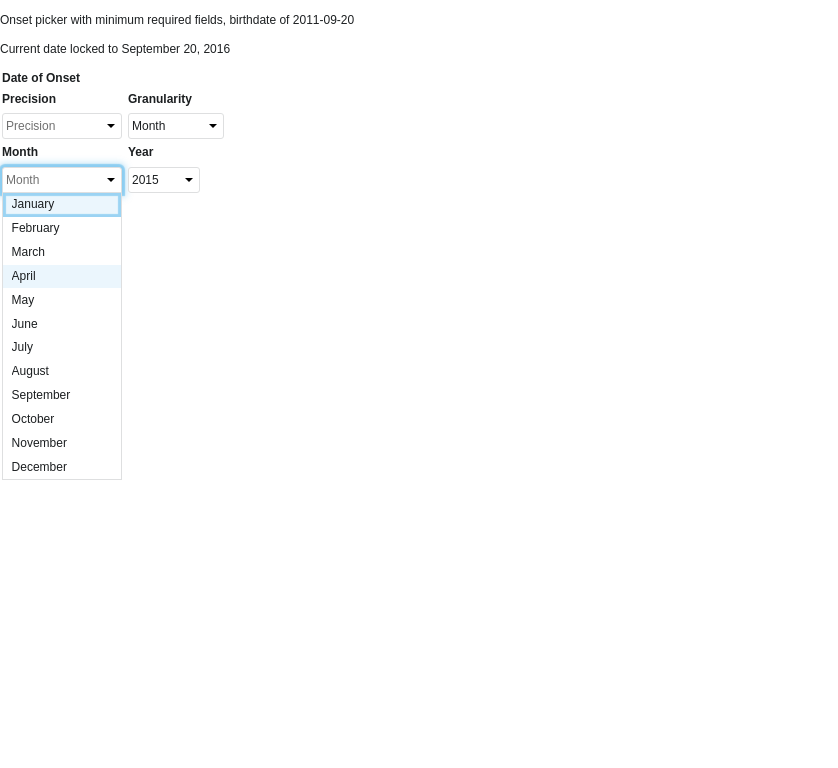 Onset picker with minimum required fields, birthdate of 2011-09-20
Current date locked to September 20, 2016
Date of Onset
Precision Granularity
Precision Month
Month Year
Month 2015
January
February
March
April
May
June
July
August
September
October
November
December